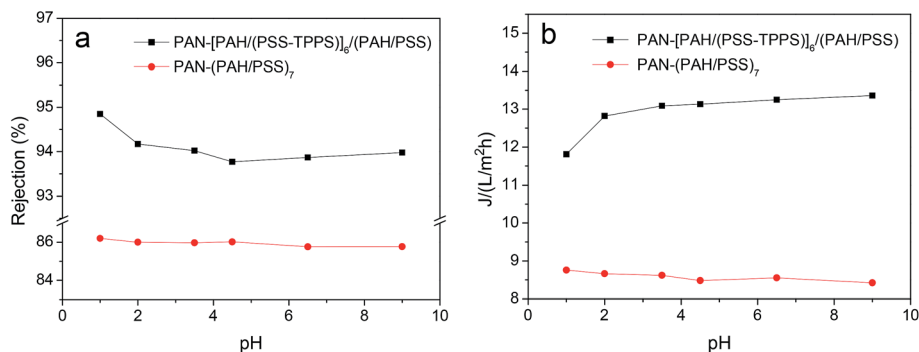 a
PAN-[PAH/(PSS-TPPS)]₆/(PAH/PSS)
PAN-(PAH/PSS)₇
Rejection (%)
97
96
95
94
93
86
84
0 2 4 6 8 10
pH
b
PAN-[PAH/(PSS-TPPS)]₆/(PAH/PSS)
PAN-(PAH/PSS)₇
J/(L/m²h)
15
14
13
12
11
10
9
8
0 2 4 6 8 10
pH